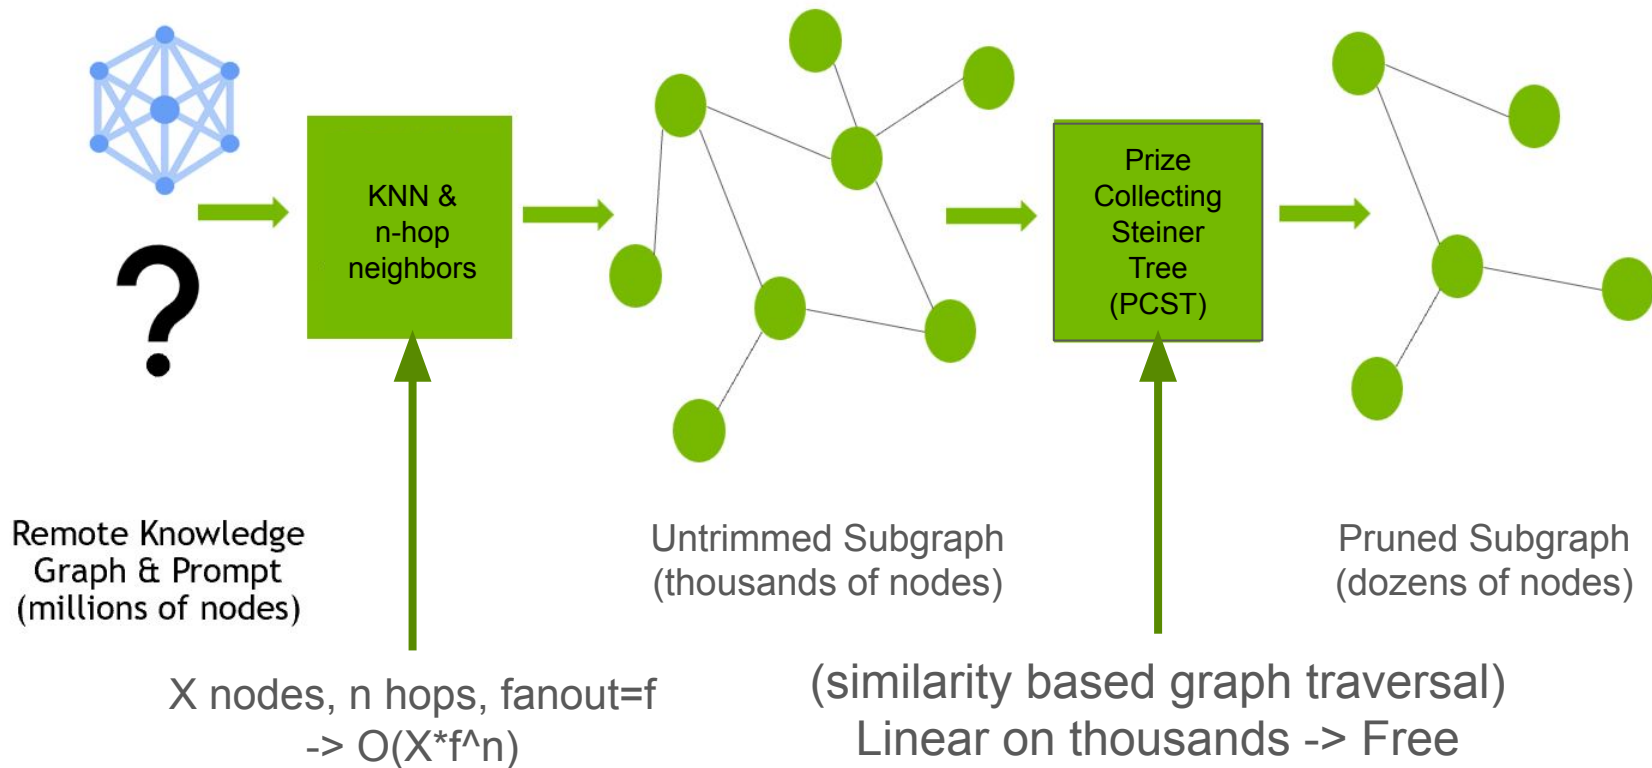 ?
KNN &
n-hop
neighbors
Prize
Collecting
Steiner
Tree
(PCST)
Remote Knowledge
Graph & Prompt
(millions of nodes)
Untrimmed Subgraph
(thousands of nodes)
Pruned Subgraph
(dozens of nodes)
X nodes, n hops, fanout=f
-> O(X*f^n)
(similarity based graph traversal)
Linear on thousands -> Free